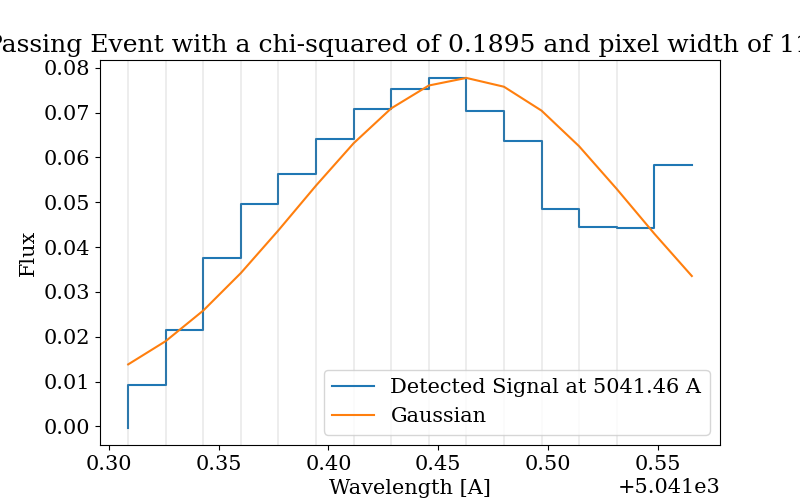 Passing Event with a chi-squared of 0.1895 and pixel width of 11
0.08
0.07
0.06
0.05
0.04
0.03
0.02
0.01
0.00
Flux
Detected Signal at 5041.46 A
Gaussian
0.30 0.35 0.40 0.45 0.50 0.55
Wavelength [A]
+5.041e3